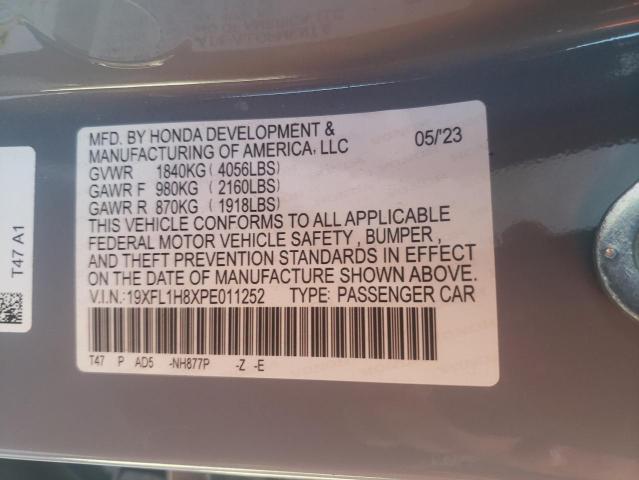 MFD. BY HONDA DEVELOPMENT & 05/'23
MANUFACTURING OF AMERICA, LLC
GVWR 1840KG (4056LBS)
GAWR F 980KG (2160LBS)
GAWR R 870KG (1918LBS)
THIS VEHICLE CONFORMS TO ALL APPLICABLE
FEDERAL MOTOR VEHICLE SAFETY , BUMPER ,
AND THEFT PREVENTION STANDARDS IN EFFECT
ON THE DATE OF MANUFACTURE SHOWN ABOVE.
V.I.N.:19XFL1H8XPE011252 TYPE: PASSENGER CAR
T47 P AD5 -NH877P -Z -E
T47 A1